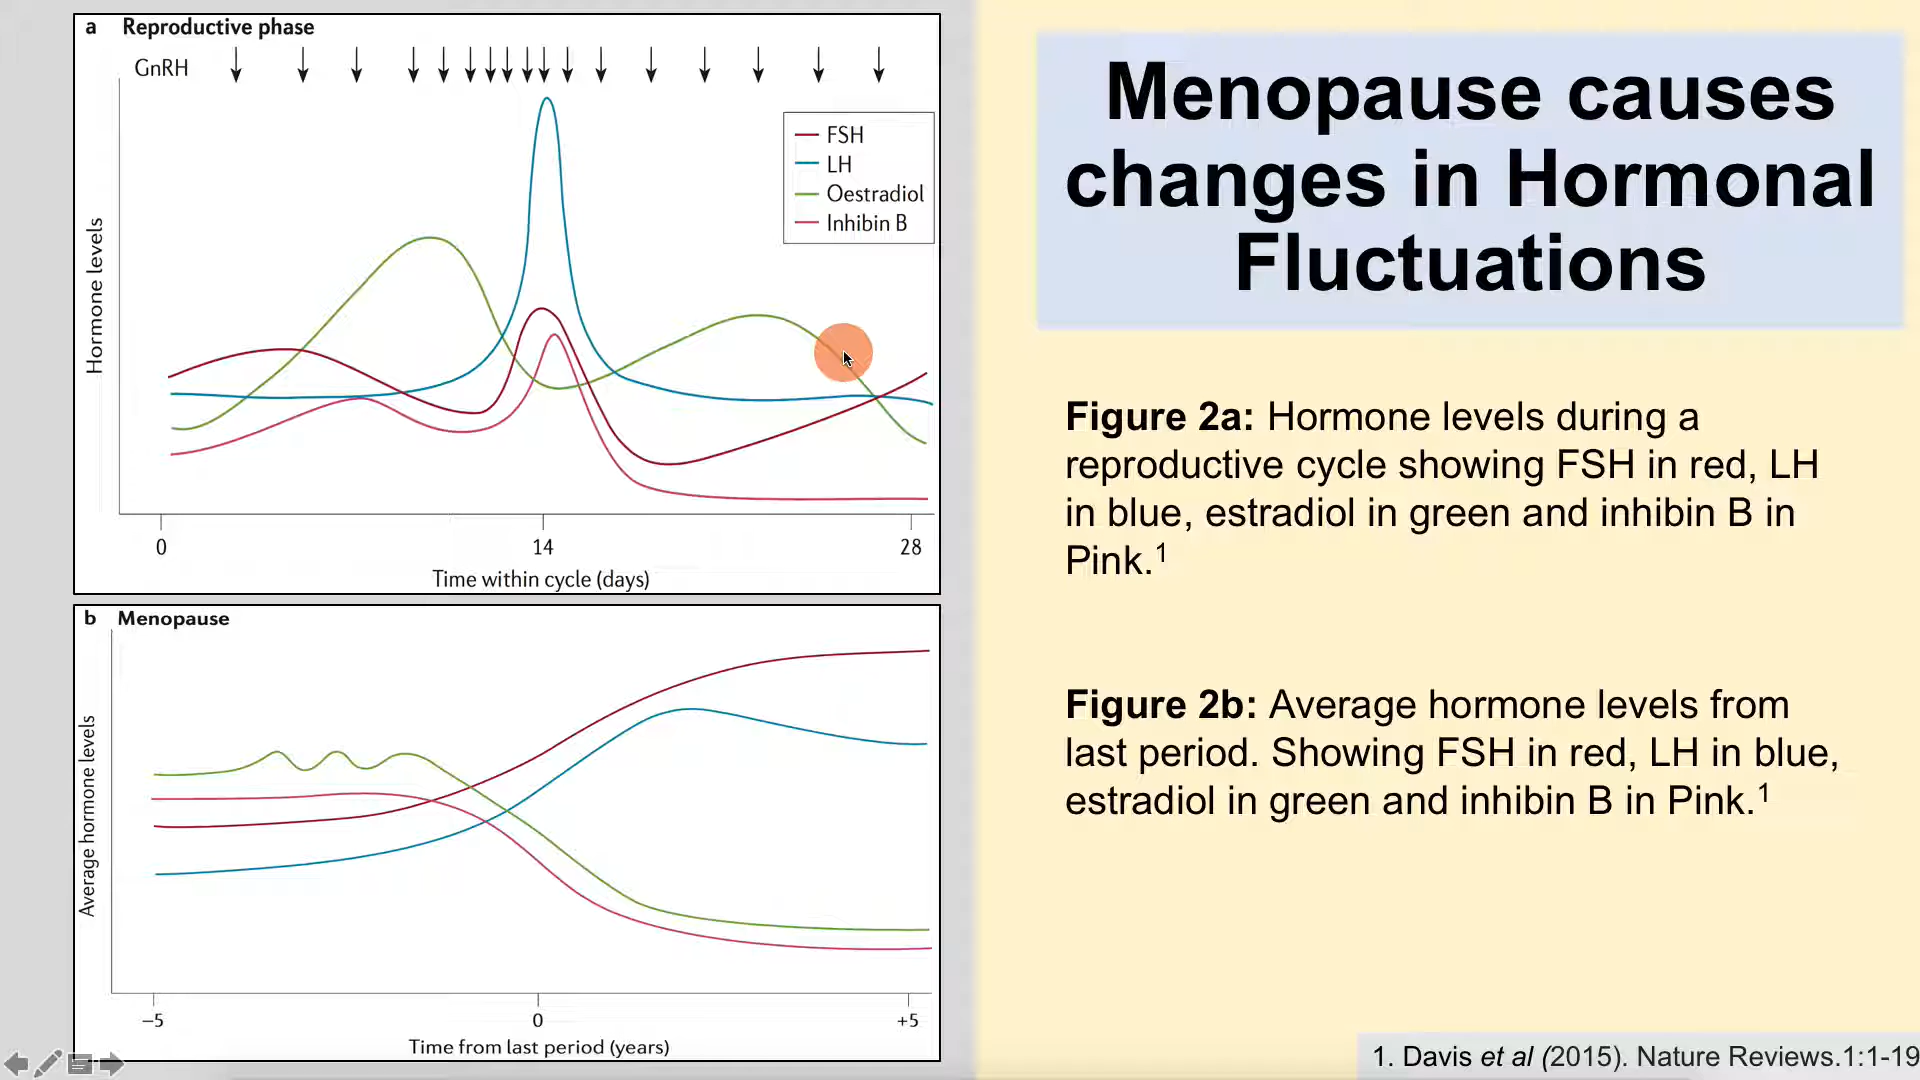 a Reproductive phase
GnRH
FSH
LH
Oestradiol
Inhibin B
Hormone levels
0 14 28
Time within cycle (days)
b Menopause
Average hormone levels
–5 0 +5
Time from last period (years)
Menopause causes
changes in Hormonal
Fluctuations
Figure 2a: Hormone levels during a
reproductive cycle showing FSH in red, LH
in blue, estradiol in green and inhibin B in
Pink.¹
Figure 2b: Average hormone levels from
last period. Showing FSH in red, LH in blue,
estradiol in green and inhibin B in Pink.¹
1. Davis et al (2015). Nature Reviews.1:1-19